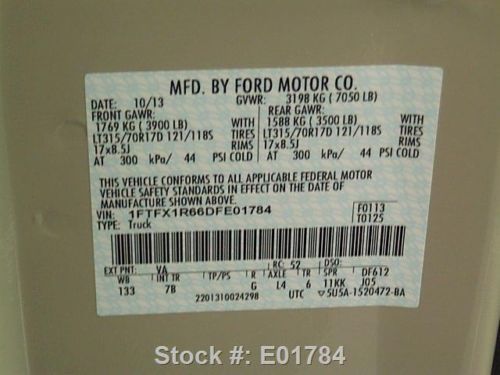 MFD. BY FORD MOTOR CO.
DATE: 10/13 GVWR: 3198 KG ( 7050 LB)
FRONT GAWR: REAR GAWR:
1769 KG ( 3900 LB) WITH 1588 KG ( 3500 LB) WITH
LT315/70R17D 121/118S TIRES LT315/70R17D 121/118S TIRES
17x8.5J RIMS 17x8.5J RIMS
AT 300 kPa/ 44 PSI COLD AT 300 kPa/ 44 PSI COLD
THIS VEHICLE CONFORMS TO ALL APPLICABLE FEDERAL MOTOR
VEHICLE SAFETY STANDARDS IN EFFECT ON THE DATE OF
MANUFACTURE SHOWN ABOVE.
VIN: 1FTFX1R66DFE01784 F0113
TYPE: Truck T0125
EXT PNT: VA RC: 52 DSO:
WB INT TR TP/PS R AXLE TR SPR DF612
133 7B G L4 6 11KK J05
2201310024298 UTC ▽5U5A-1520472-BA
Stock #: E01784